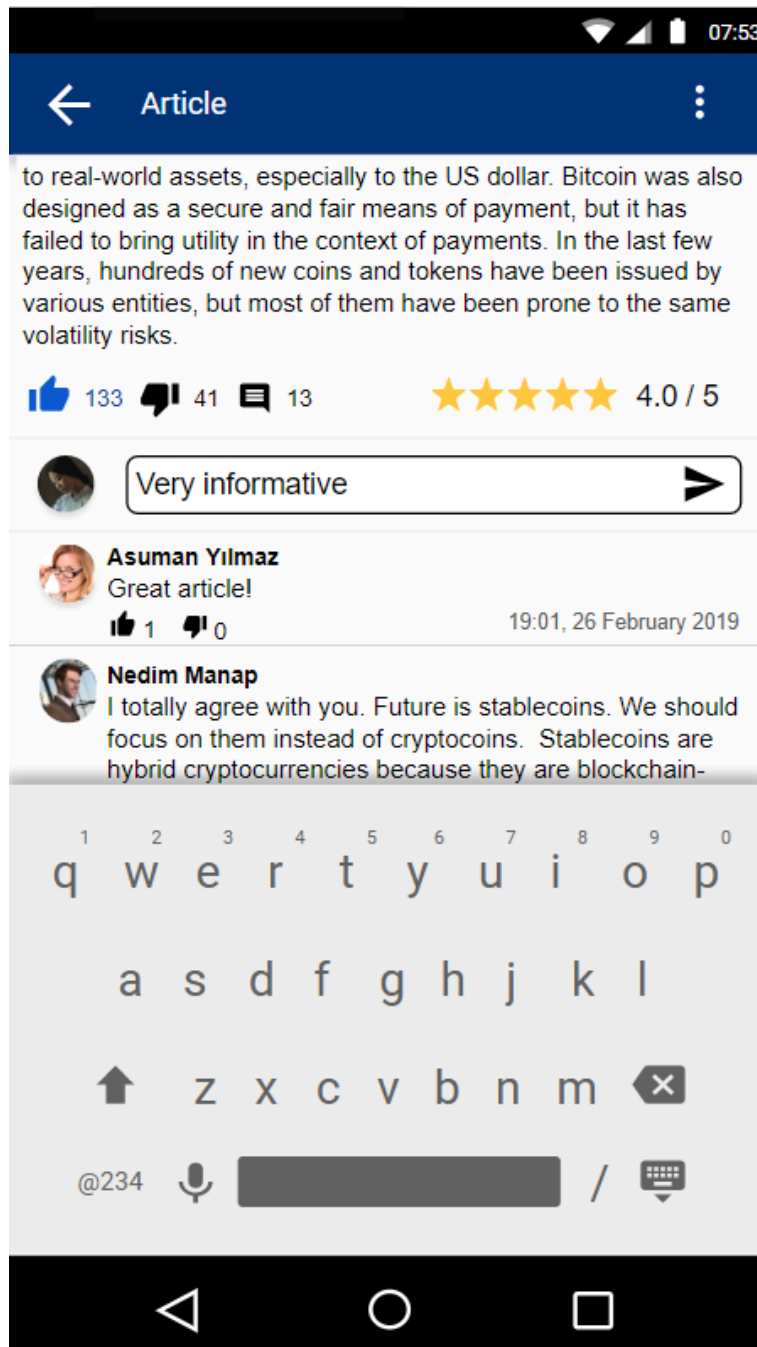 07:53
Article
to real-world assets, especially to the US dollar. Bitcoin was also
designed as a secure and fair means of payment, but it has
failed to bring utility in the context of payments. In the last few
years, hundreds of new coins and tokens have been issued by
various entities, but most of them have been prone to the same
volatility risks.
133 41 13 4.0 / 5
Very informative
Asuman Yılmaz
Great article!
1 0 19:01, 26 February 2019
Nedim Manap
I totally agree with you. Future is stablecoins. We should
focus on them instead of cryptocoins.  Stablecoins are
hybrid cryptocurrencies because they are blockchain-
1 2 3 4 5 6 7 8 9 0
q w e r t y u i o p
a s d f g h j k l
z x c v b n m
@234 /